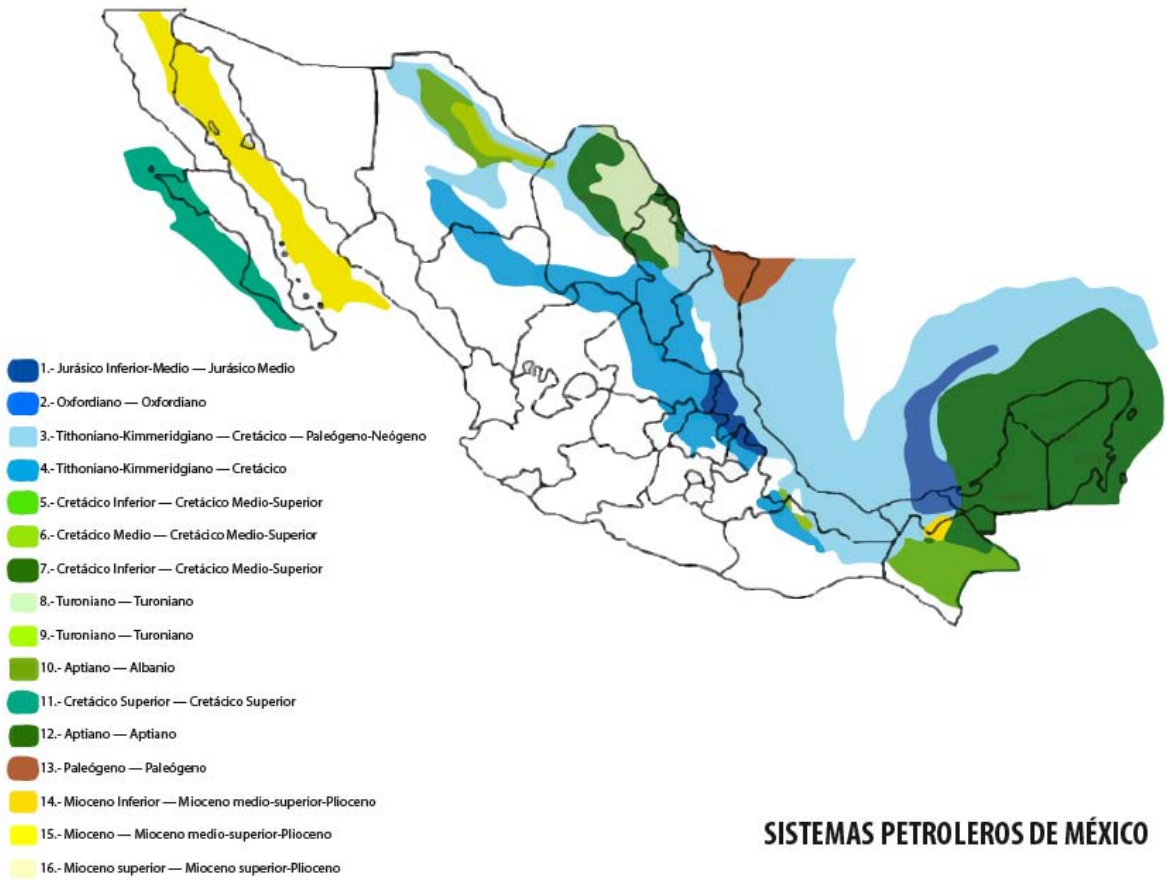 1.- Jurásico Inferior-Medio — Jurásico Medio
2.- Oxfordiano — Oxfordiano
3.- Tithoniano-Kimmeridgiano — Cretácico — Paleógeno-Neógeno
4.- Tithoniano-Kimmeridgiano — Cretácico
5.- Cretácico Inferior — Cretácico Medio-Superior
6.- Cretácico Medio — Cretácico Medio-Superior
7.- Cretácico Inferior — Cretácico Medio-Superior
8.- Turoniano — Turoniano
9.- Turoniano — Turoniano
10.- Aptiano — Albanio
11.- Cretácico Superior — Cretácico Superior
12.- Aptiano — Aptiano
13.- Paleógeno — Paleógeno
14.- Mioceno Inferior — Mioceno medio-superior-Plioceno
15.- Mioceno — Mioceno medio-superior-Plioceno
16.- Mioceno superior — Mioceno superior-Plioceno
SISTEMAS PETROLEROS DE MÉXICO